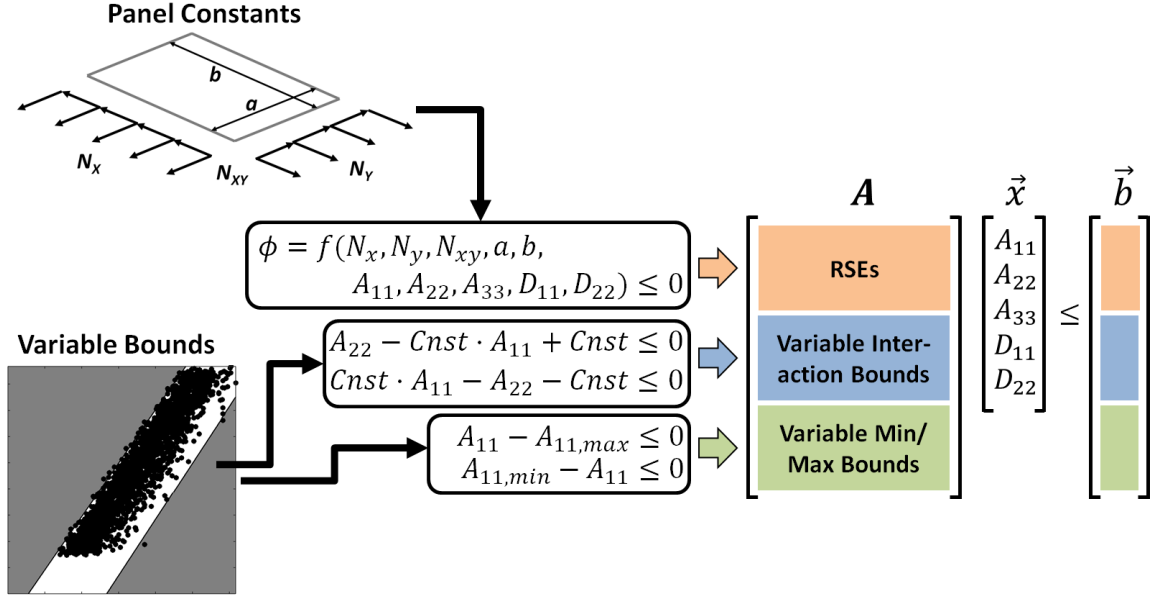 Panel Constants
b
a
N_X
N_XY
N_Y
ϕ = f(N_x, N_y, N_xy, a, b,
A_11, A_22, A_33, D_11, D_22) ≤ 0
Variable Bounds
A_22 − Cnst ∙ A_11 + Cnst ≤ 0
Cnst ∙ A_11 − A_22 − Cnst ≤ 0
A_11 − A_11,max ≤ 0
A_11,min − A_11 ≤ 0
A
RSEs
Variable Inter-
action Bounds
Variable Min/
Max Bounds
x⃗
A_11
A_22
A_33
D_11
D_22
≤
b⃗